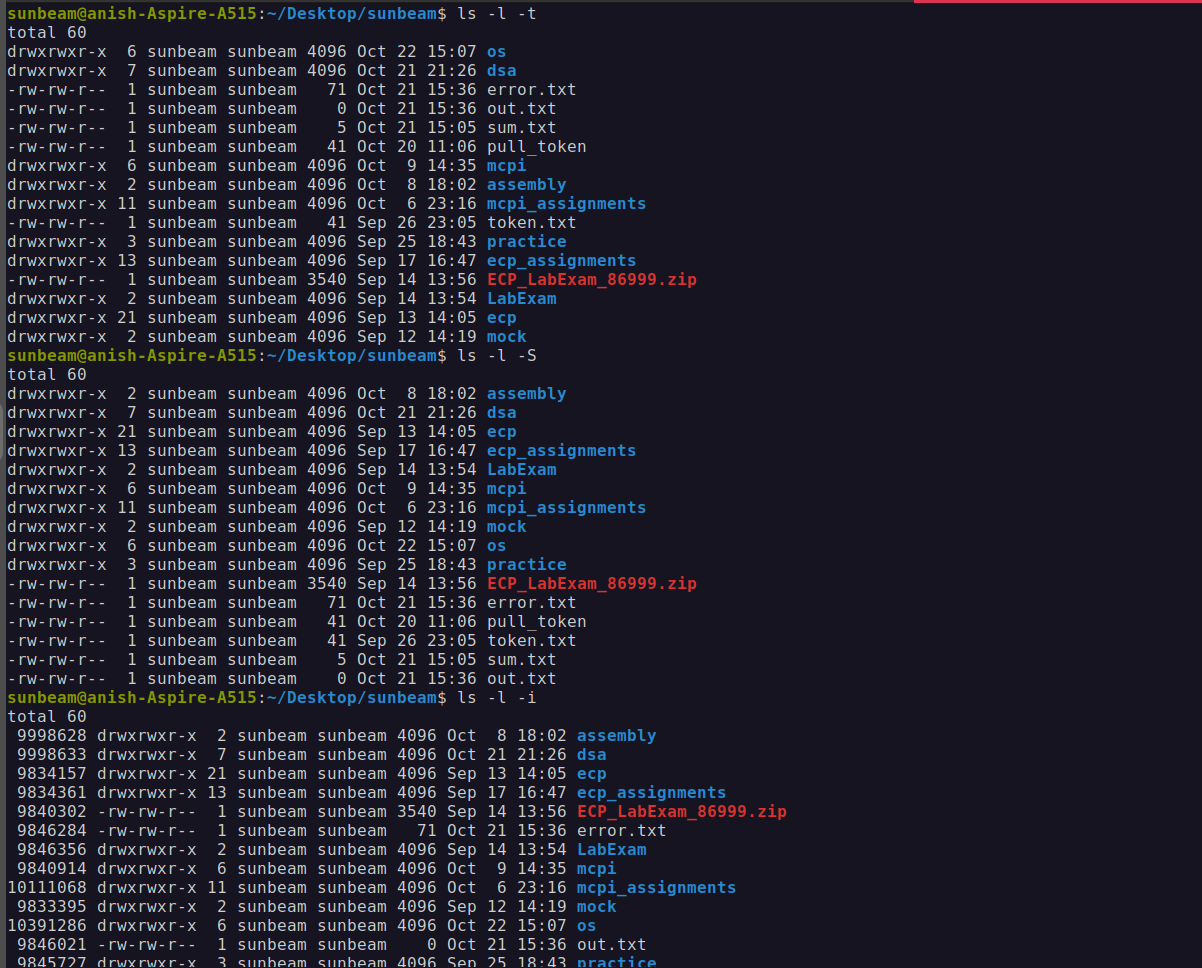 sunbeam@anish-Aspire-A515:~/Desktop/sunbeam$ ls -l -t
total 60
drwxrwxr-x  6 sunbeam sunbeam 4096 Oct 22 15:07 os
drwxrwxr-x  7 sunbeam sunbeam 4096 Oct 21 21:26 dsa
-rw-rw-r--  1 sunbeam sunbeam   71 Oct 21 15:36 error.txt
-rw-rw-r--  1 sunbeam sunbeam    0 Oct 21 15:36 out.txt
-rw-rw-r--  1 sunbeam sunbeam    5 Oct 21 15:05 sum.txt
-rw-rw-r--  1 sunbeam sunbeam   41 Oct 20 11:06 pull_token
drwxrwxr-x  6 sunbeam sunbeam 4096 Oct  9 14:35 mcpi
drwxrwxr-x  2 sunbeam sunbeam 4096 Oct  8 18:02 assembly
drwxrwxr-x 11 sunbeam sunbeam 4096 Oct  6 23:16 mcpi_assignments
-rw-rw-r--  1 sunbeam sunbeam   41 Sep 26 23:05 token.txt
drwxrwxr-x  3 sunbeam sunbeam 4096 Sep 25 18:43 practice
drwxrwxr-x 13 sunbeam sunbeam 4096 Sep 17 16:47 ecp_assignments
-rw-rw-r--  1 sunbeam sunbeam 3540 Sep 14 13:56 ECP_LabExam_86999.zip
drwxrwxr-x  2 sunbeam sunbeam 4096 Sep 14 13:54 LabExam
drwxrwxr-x 21 sunbeam sunbeam 4096 Sep 13 14:05 ecp
drwxrwxr-x  2 sunbeam sunbeam 4096 Sep 12 14:19 mock
sunbeam@anish-Aspire-A515:~/Desktop/sunbeam$ ls -l -S
total 60
drwxrwxr-x  2 sunbeam sunbeam 4096 Oct  8 18:02 assembly
drwxrwxr-x  7 sunbeam sunbeam 4096 Oct 21 21:26 dsa
drwxrwxr-x 21 sunbeam sunbeam 4096 Sep 13 14:05 ecp
drwxrwxr-x 13 sunbeam sunbeam 4096 Sep 17 16:47 ecp_assignments
drwxrwxr-x  2 sunbeam sunbeam 4096 Sep 14 13:54 LabExam
drwxrwxr-x  6 sunbeam sunbeam 4096 Oct  9 14:35 mcpi
drwxrwxr-x 11 sunbeam sunbeam 4096 Oct  6 23:16 mcpi_assignments
drwxrwxr-x  2 sunbeam sunbeam 4096 Sep 12 14:19 mock
drwxrwxr-x  6 sunbeam sunbeam 4096 Oct 22 15:07 os
drwxrwxr-x  3 sunbeam sunbeam 4096 Sep 25 18:43 practice
-rw-rw-r--  1 sunbeam sunbeam 3540 Sep 14 13:56 ECP_LabExam_86999.zip
-rw-rw-r--  1 sunbeam sunbeam   71 Oct 21 15:36 error.txt
-rw-rw-r--  1 sunbeam sunbeam   41 Oct 20 11:06 pull_token
-rw-rw-r--  1 sunbeam sunbeam   41 Sep 26 23:05 token.txt
-rw-rw-r--  1 sunbeam sunbeam    5 Oct 21 15:05 sum.txt
-rw-rw-r--  1 sunbeam sunbeam    0 Oct 21 15:36 out.txt
sunbeam@anish-Aspire-A515:~/Desktop/sunbeam$ ls -l -i
total 60
 9998628 drwxrwxr-x  2 sunbeam sunbeam 4096 Oct  8 18:02 assembly
 9998633 drwxrwxr-x  7 sunbeam sunbeam 4096 Oct 21 21:26 dsa
 9834157 drwxrwxr-x 21 sunbeam sunbeam 4096 Sep 13 14:05 ecp
 9834361 drwxrwxr-x 13 sunbeam sunbeam 4096 Sep 17 16:47 ecp_assignments
 9840302 -rw-rw-r--  1 sunbeam sunbeam 3540 Sep 14 13:56 ECP_LabExam_86999.zip
 9846284 -rw-rw-r--  1 sunbeam sunbeam   71 Oct 21 15:36 error.txt
 9846356 drwxrwxr-x  2 sunbeam sunbeam 4096 Sep 14 13:54 LabExam
 9840914 drwxrwxr-x  6 sunbeam sunbeam 4096 Oct  9 14:35 mcpi
10111068 drwxrwxr-x 11 sunbeam sunbeam 4096 Oct  6 23:16 mcpi_assignments
 9833395 drwxrwxr-x  2 sunbeam sunbeam 4096 Sep 12 14:19 mock
10391286 drwxrwxr-x  6 sunbeam sunbeam 4096 Oct 22 15:07 os
 9846021 -rw-rw-r--  1 sunbeam sunbeam    0 Oct 21 15:36 out.txt
 9845727 drwxrwxr-x  3 sunbeam sunbeam 4096 Sep 25 18:43 practice